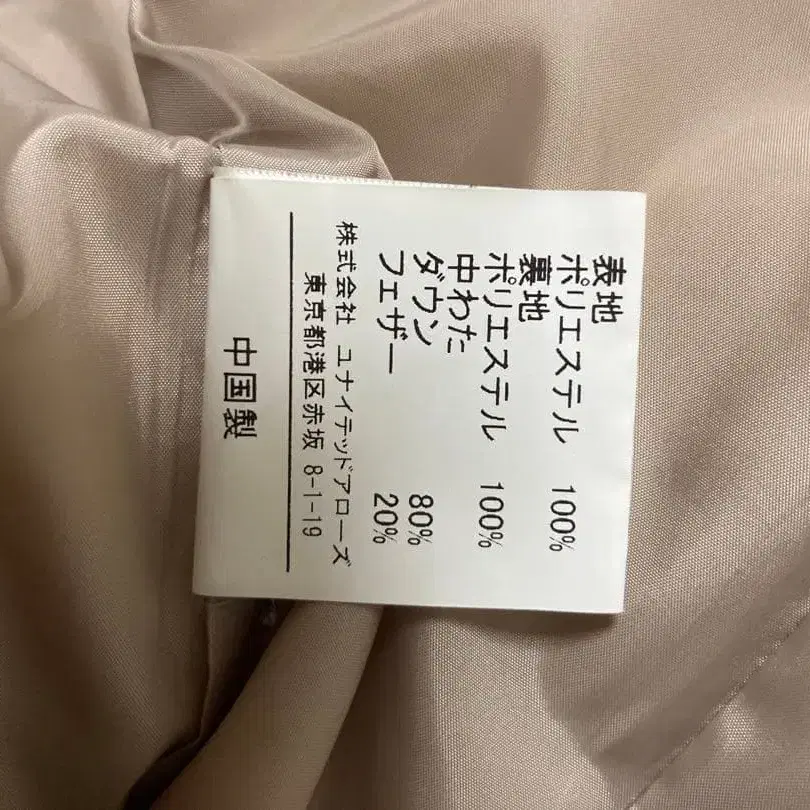 表地
ポリエステル 100%
裏地
ポリエステル 100%
中わた
ダウン 80%
フェザー 20%
株式会社 ユナイテッドアローズ
東京都港区赤坂 8-1-19
中国製